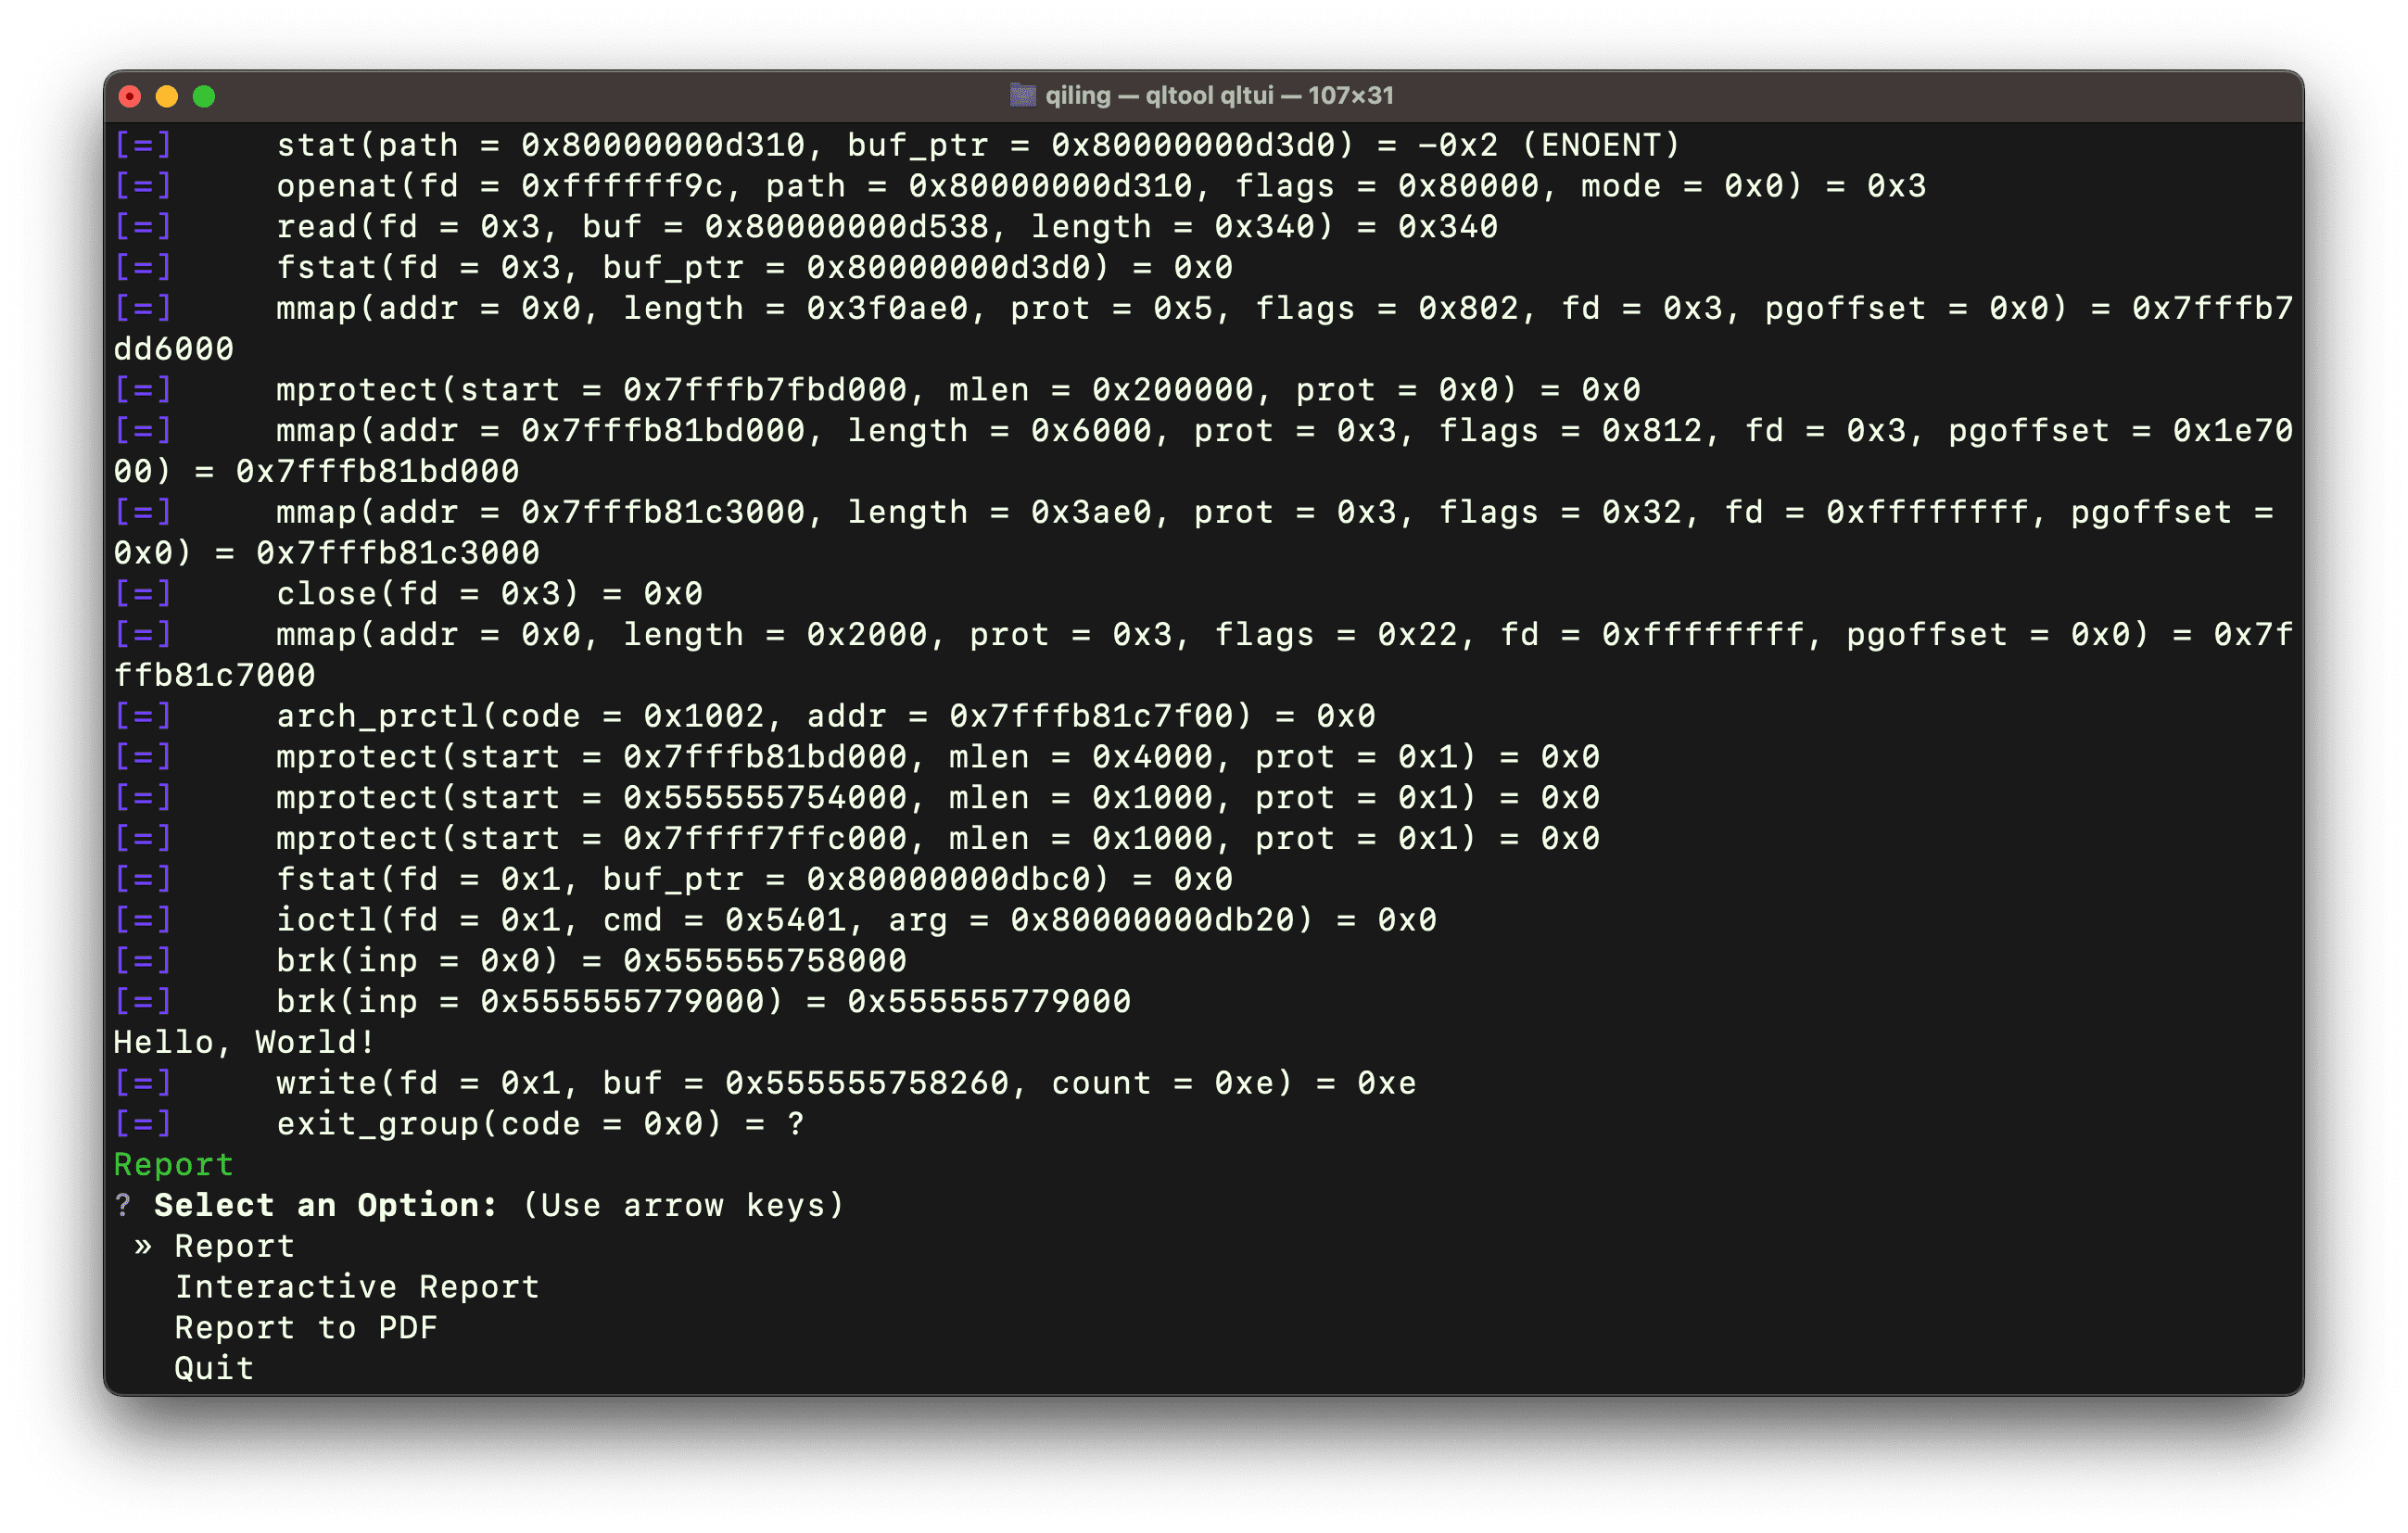 qiling — qltool qltui — 107×31
[=]     stat(path = 0x80000000d310, buf_ptr = 0x80000000d3d0) = -0x2 (ENOENT)
[=]     openat(fd = 0xffffff9c, path = 0x80000000d310, flags = 0x80000, mode = 0x0) = 0x3
[=]     read(fd = 0x3, buf = 0x80000000d538, length = 0x340) = 0x340
[=]     fstat(fd = 0x3, buf_ptr = 0x80000000d3d0) = 0x0
[=]     mmap(addr = 0x0, length = 0x3f0ae0, prot = 0x5, flags = 0x802, fd = 0x3, pgoffset = 0x0) = 0x7fffb7
dd6000
[=]     mprotect(start = 0x7fffb7fbd000, mlen = 0x200000, prot = 0x0) = 0x0
[=]     mmap(addr = 0x7fffb81bd000, length = 0x6000, prot = 0x3, flags = 0x812, fd = 0x3, pgoffset = 0x1e70
00) = 0x7fffb81bd000
[=]     mmap(addr = 0x7fffb81c3000, length = 0x3ae0, prot = 0x3, flags = 0x32, fd = 0xffffffff, pgoffset =
0x0) = 0x7fffb81c3000
[=]     close(fd = 0x3) = 0x0
[=]     mmap(addr = 0x0, length = 0x2000, prot = 0x3, flags = 0x22, fd = 0xffffffff, pgoffset = 0x0) = 0x7f
ffb81c7000
[=]     arch_prctl(code = 0x1002, addr = 0x7fffb81c7f00) = 0x0
[=]     mprotect(start = 0x7fffb81bd000, mlen = 0x4000, prot = 0x1) = 0x0
[=]     mprotect(start = 0x555555754000, mlen = 0x1000, prot = 0x1) = 0x0
[=]     mprotect(start = 0x7ffff7ffc000, mlen = 0x1000, prot = 0x1) = 0x0
[=]     fstat(fd = 0x1, buf_ptr = 0x80000000dbc0) = 0x0
[=]     ioctl(fd = 0x1, cmd = 0x5401, arg = 0x80000000db20) = 0x0
[=]     brk(inp = 0x0) = 0x555555758000
[=]     brk(inp = 0x555555779000) = 0x555555779000
Hello, World!
[=]     write(fd = 0x1, buf = 0x555555758260, count = 0xe) = 0xe
[=]     exit_group(code = 0x0) = ?
Report
? Select an Option: (Use arrow keys)
 » Report
   Interactive Report
   Report to PDF
   Quit